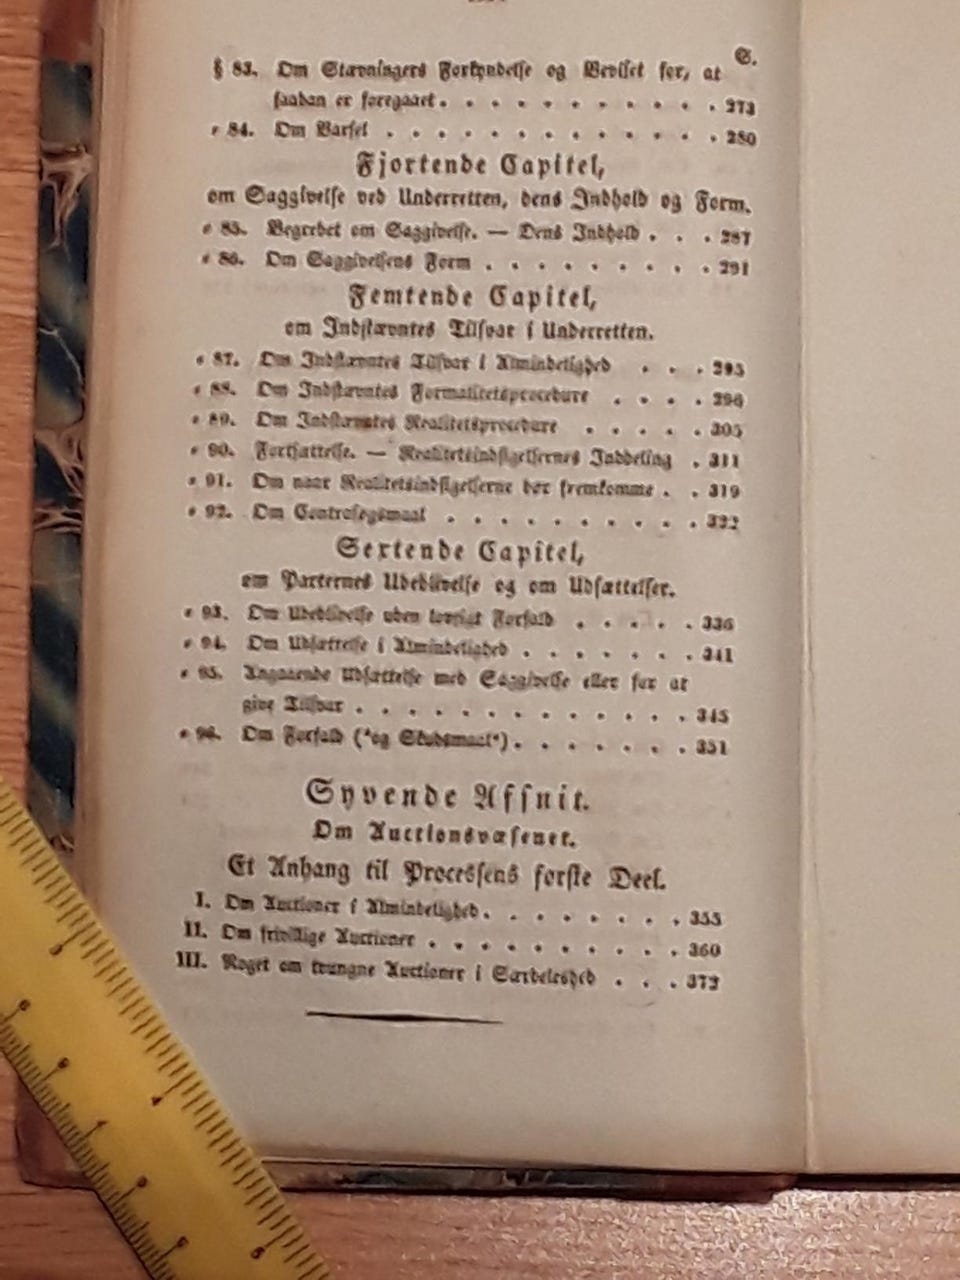 S.
§ 83. Om Stævningers Forkyndelse og Beviset for, at
saadan er foregaaet. . . . . . . . . . . . 273
= 84. Om Varsel . . . . . . . . . . . . . 280
Fjortende Capitel,
om Saggivelse ved Underretten, dens Indhold og Form.
= 85. Begrebet om Saggivelse. — Dens Indhold . . . 287
= 86. Om Saggivelsens Form . . . . . . . . . 291
Femtende Capitel,
om Indstævntes Tilsvar i Underretten.
= 87. Om Indstævntes Tilsvar i Almindelighed . . . 295
= 88. Om Indstævntes Formalitetsprocedure . . . . 296
= 89. Om Indstævntes Realitetsprocedure . . . . . 305
= 90. Fortsættelse. — Realitetsindsigelsernes Inddeling . 311
= 91. Om naar Realitetsindsigelserne bør fremkomme . . 319
= 92. Om Contrasøgsmaal . . . . . . . . . . 322
Sextende Capitel,
om Parternes Udeblivelse og om Udsættelser.
= 93. Om Udeblivelse uden lovligt Forfald . . . . . 336
= 94. Om Udsættelse i Almindelighed . . . . . . . 341
= 95. Angaaende Udsættelse med Saggivelse eller for at
give Tilsvar . . . . . . . . . . . . . 345
= 96. Om Forfald ("og Skudsmaal"). . . . . . . 351
Syvende Afsnit.
Om Auctionsvæsenet.
Et Anhang til Processens første Deel.
I. Om Auctioner i Almindelighed. . . . . . . . 355
II. Om frivillige Auctioner . . . . . . . . . . 360
III. Noget om tvungne Auctioner i Særdeleshed . . . 372
3
4
5